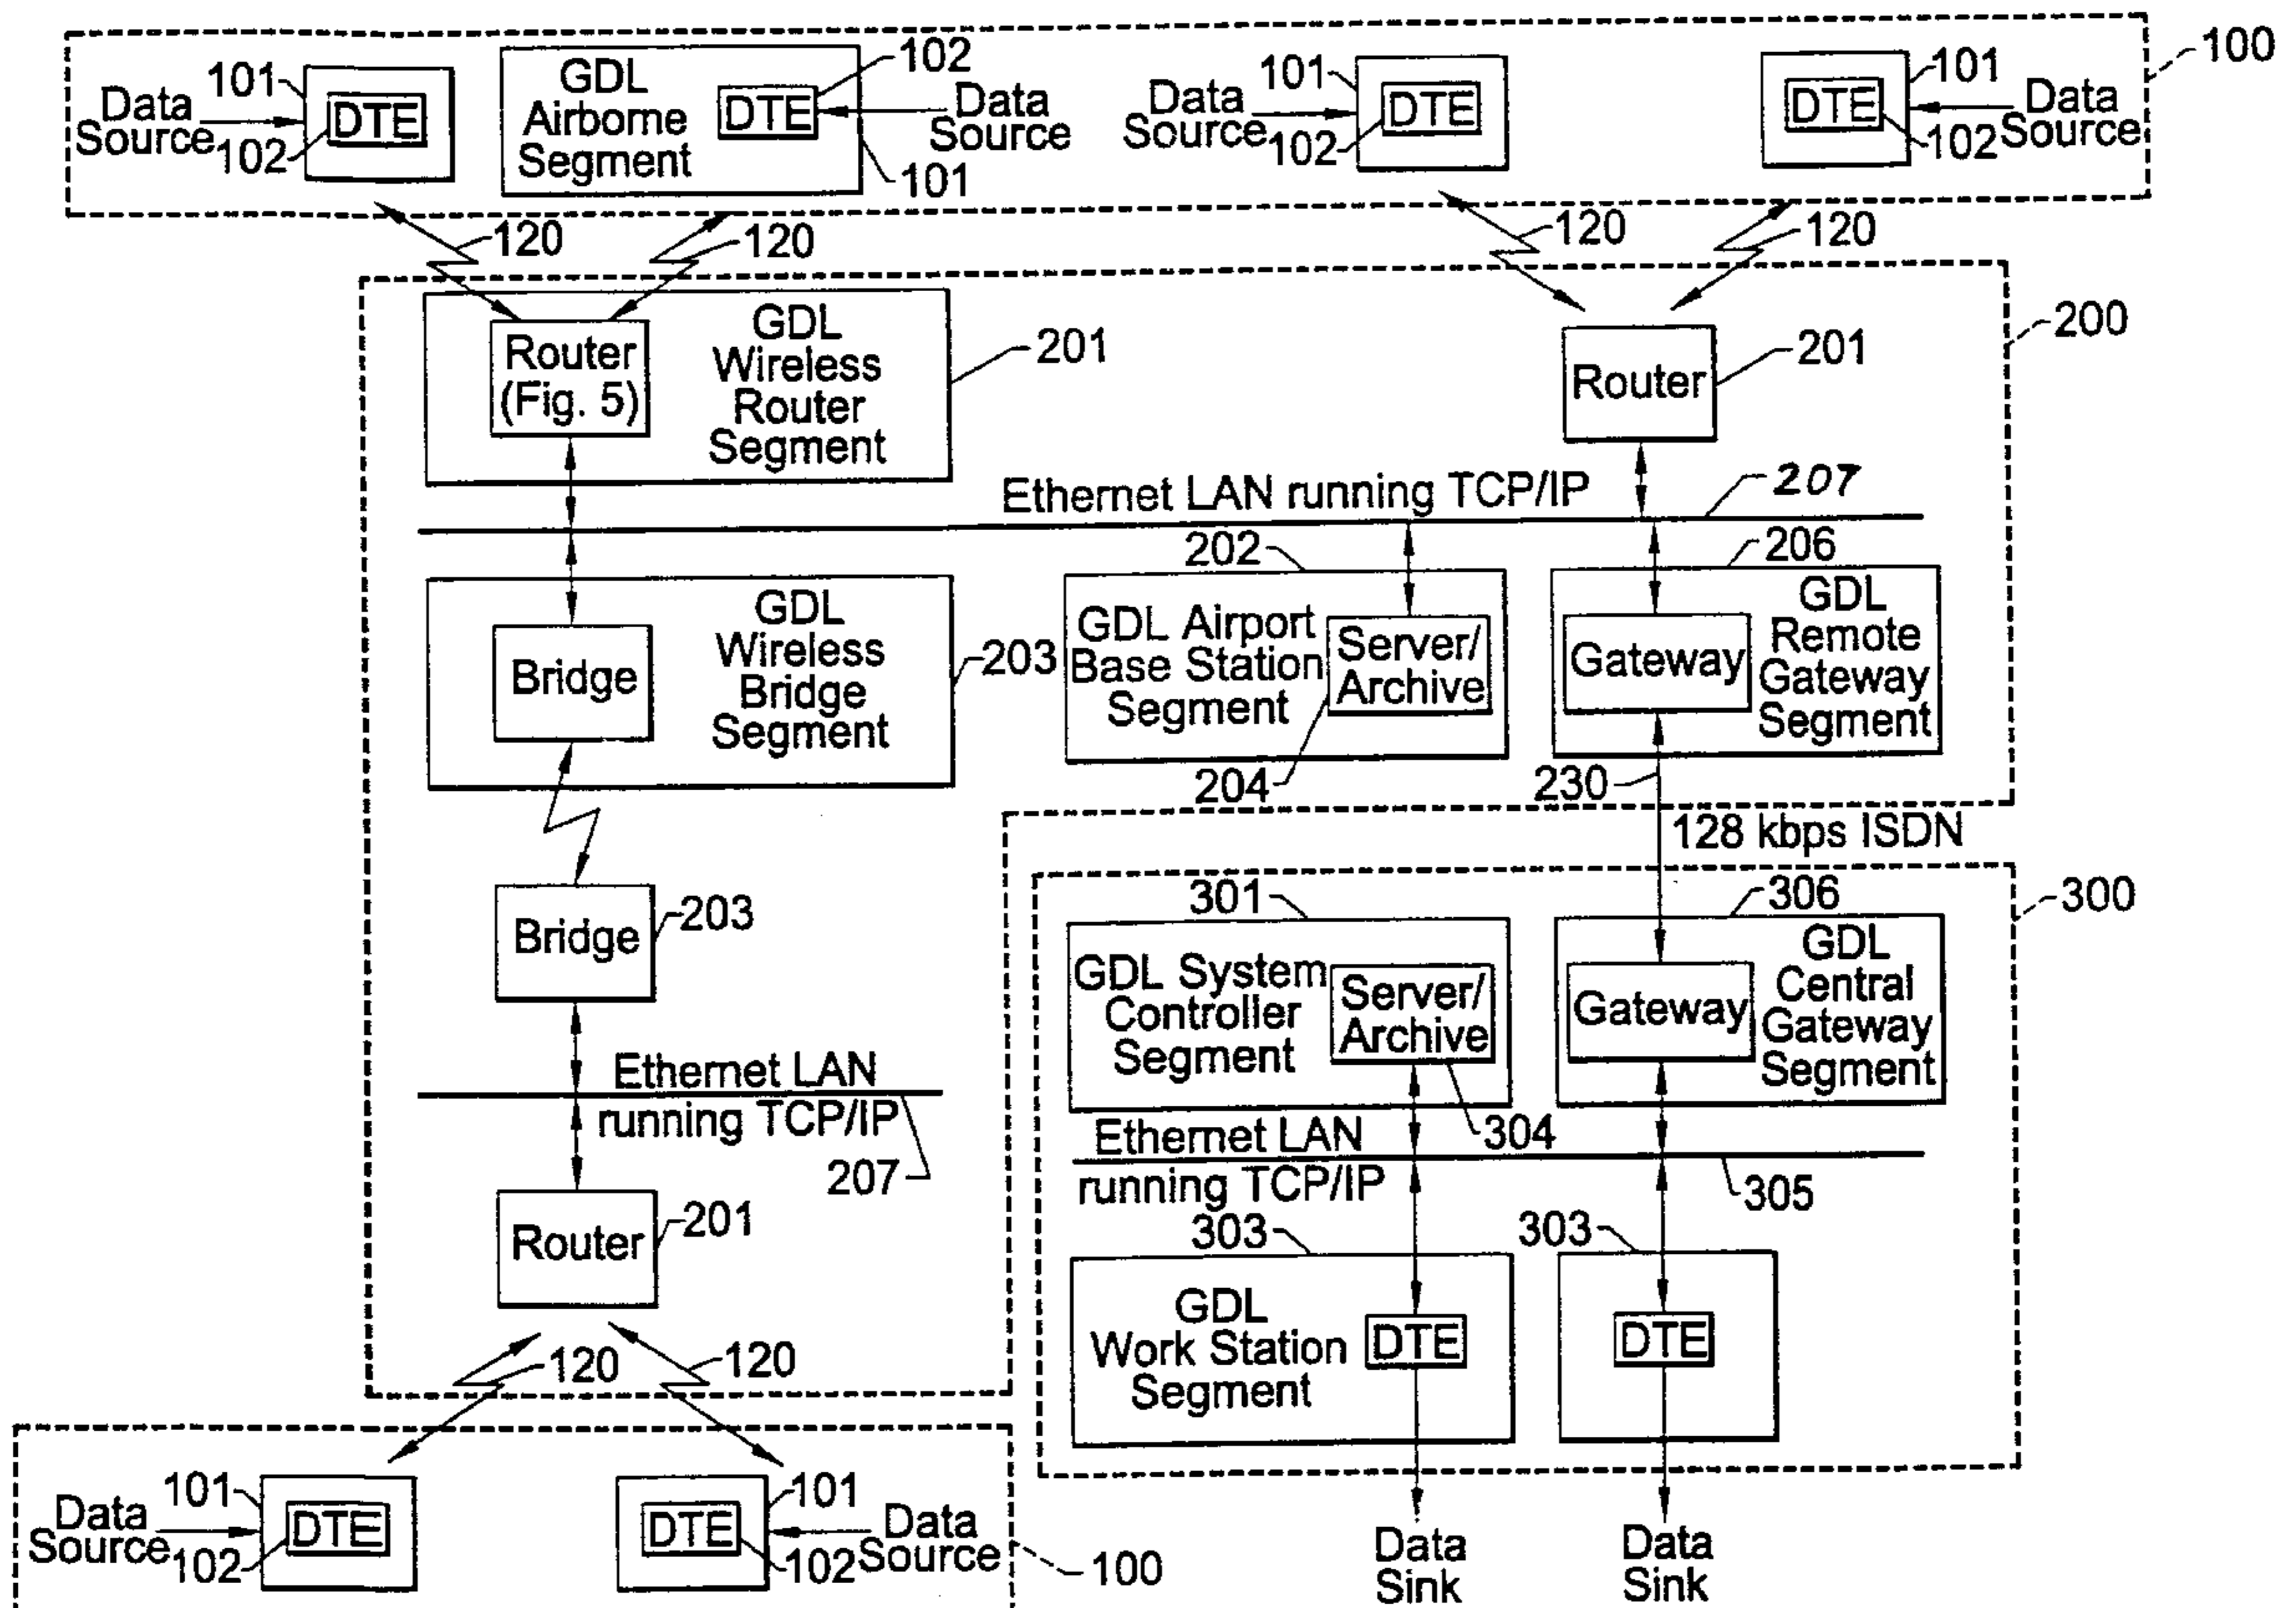 100
Data
Source
101
102
DTE
GDL
Airborne
Segment
DTE
102
Data
Source
101
Data
Source
101
102
DTE
DTE
101
102
Data
Source
120
120
120
120
200
Router
(Fig. 5)
GDL
Wireless
Router
Segment
201
Router
201
Ethernet LAN running TCP/IP
207
Bridge
GDL
Wireless
Bridge
Segment
203
202
GDL Airport
Base Station
Segment
Server/
Archive
204
206
Gateway
GDL
Remote
Gateway
Segment
230
128 kbps ISDN
Bridge
203
Ethernet LAN
running TCP/IP
207
Router
201
120
120
300
301
GDL System
Controller
Segment
Server/
Archive
304
306
Gateway
GDL
Central
Gateway
Segment
Ethernet LAN
running TCP/IP
305
303
GDL
Work Station
Segment
DTE
303
DTE
Data
Sink
Data
Sink
Data
Source
101
102
DTE
DTE
101
102
Data
Source
100